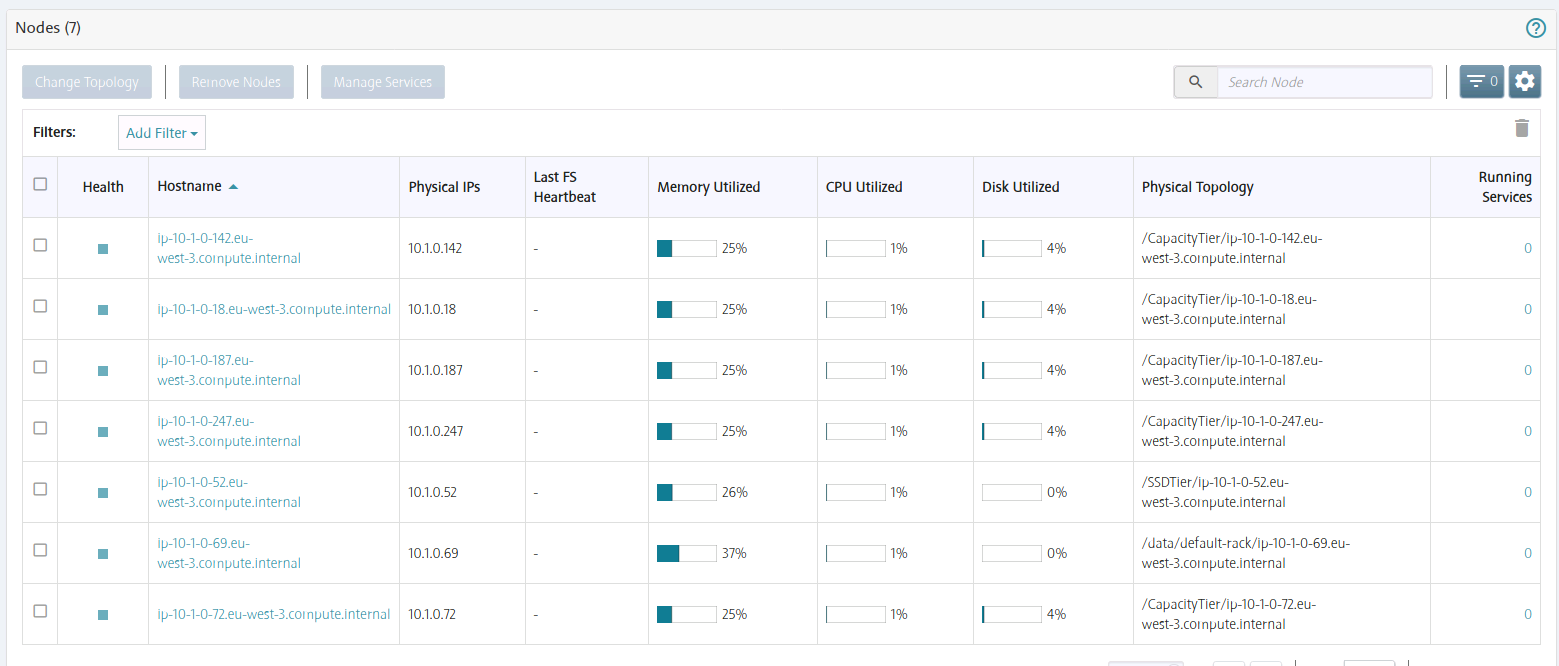 Nodes (7)
Change Topology
Remove Nodes
Manage Services
Search Node
0
Filters:
Add Filter
Health
Hostname
Physical IPs
Last FS
Heartbeat
Memory Utilized
CPU Utilized
Disk Utilized
Physical Topology
Running
Services
ip-10-1-0-142.eu-
west-3.compute.internal
10.1.0.142
-
25%
1%
4%
/CapacityTier/ip-10-1-0-142.eu-
west-3.compute.internal
0
ip-10-1-0-18.eu-west-3.compute.internal
10.1.0.18
-
25%
1%
4%
/CapacityTier/ip-10-1-0-18.eu-
west-3.compute.internal
0
ip-10-1-0-187.eu-
west-3.compute.internal
10.1.0.187
-
25%
1%
4%
/CapacityTier/ip-10-1-0-187.eu-
west-3.compute.internal
0
ip-10-1-0-247.eu-
west-3.compute.internal
10.1.0.247
-
25%
1%
4%
/CapacityTier/ip-10-1-0-247.eu-
west-3.compute.internal
0
ip-10-1-0-52.eu-
west-3.compute.internal
10.1.0.52
-
26%
1%
0%
/SSDTier/ip-10-1-0-52.eu-
west-3.compute.internal
0
ip-10-1-0-69.eu-
west-3.compute.internal
10.1.0.69
-
37%
1%
0%
/data/default-rack/ip-10-1-0-69.eu-
west-3.compute.internal
0
ip-10-1-0-72.eu-west-3.compute.internal
10.1.0.72
-
25%
1%
4%
/CapacityTier/ip-10-1-0-72.eu-
west-3.compute.internal
0